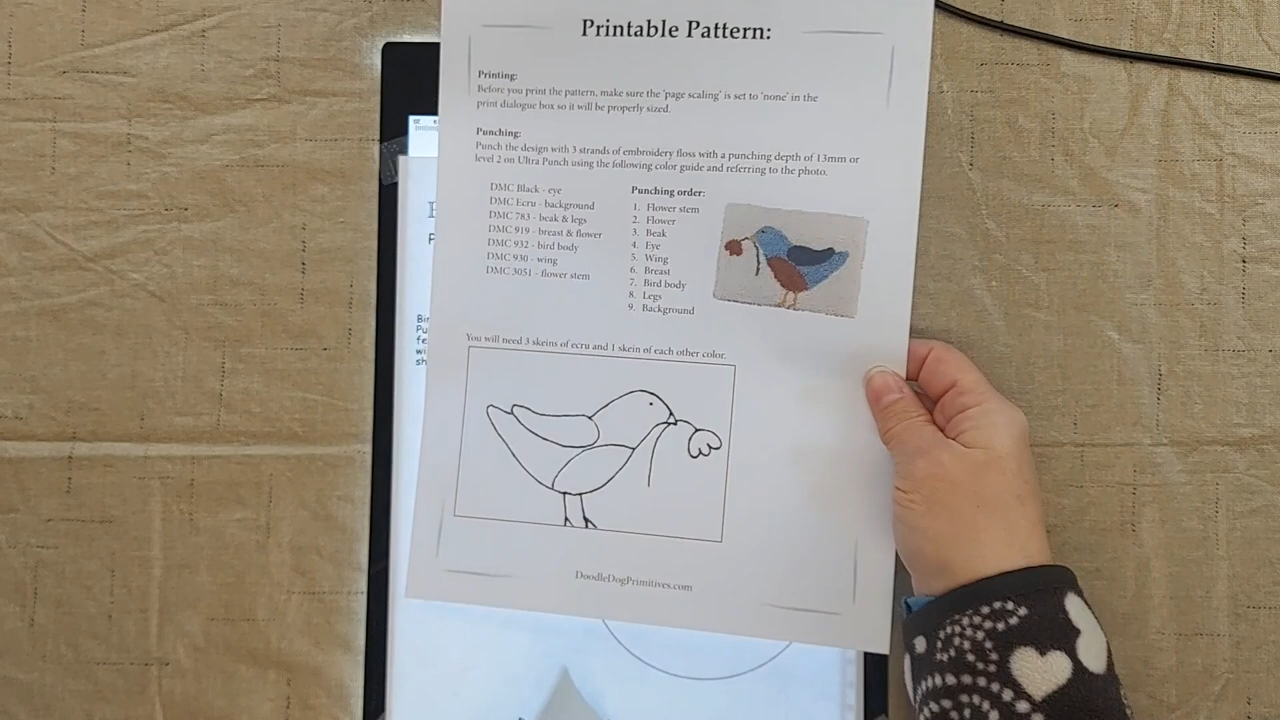 Printable Pattern:
Printing:
Before you print the pattern, make sure the 'page scaling' is set to 'none' in the
print dialogue box so it will be properly sized.
Punching:
Punch the design with 3 strands of embroidery floss with a punching depth of 13mm or
level 2 on Ultra Punch using the following color guide and referring to the photo.
DMC Black - eye
DMC Ecru - background
DMC 783 - beak & legs
DMC 919 - breast & flower
DMC 932 - bird body
DMC 930 - wing
DMC 3051 - flower stem
Punching order:
1. Flower stem
2. Flower
3. Beak
4. Eye
5. Wing
6. Breast
7. Bird body
8. Legs
9. Background
You will need 3 skeins of ecru and 1 skein of each other color.
DoodleDogPrimitives.com